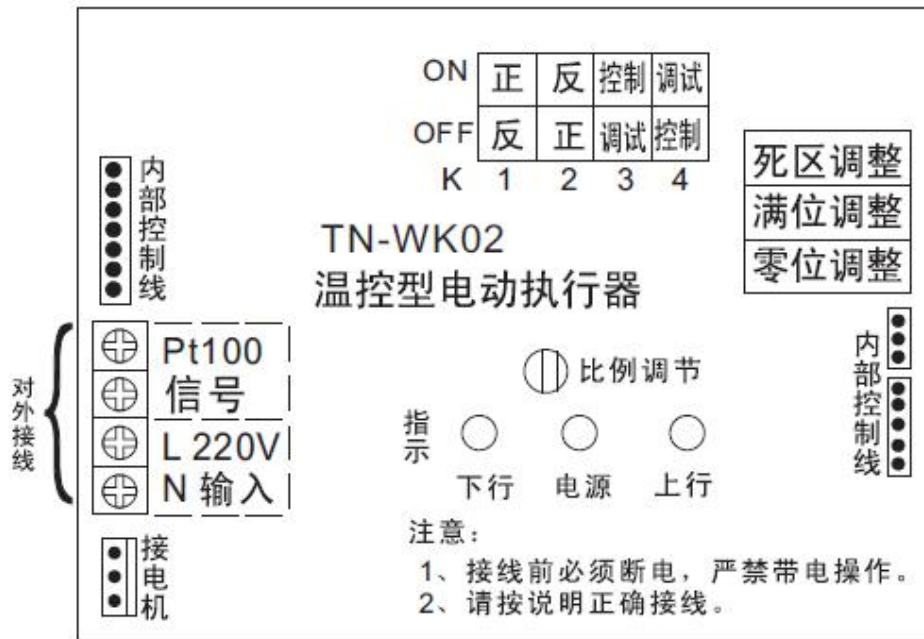 ON 正 反 控制 调试
OFF 反 正 调试 控制
K 1 2 3 4
死区调整
满位调整
零位调整
内部控制线
TN-WK02
温控型电动执行器
对外接线
Pt100
信号
L 220V
N 输入
比例调节
指示
下行 电源 上行
内部控制线
接电机
注意：
1、接线前必须断电，严禁带电操作。
2、请按说明正确接线。